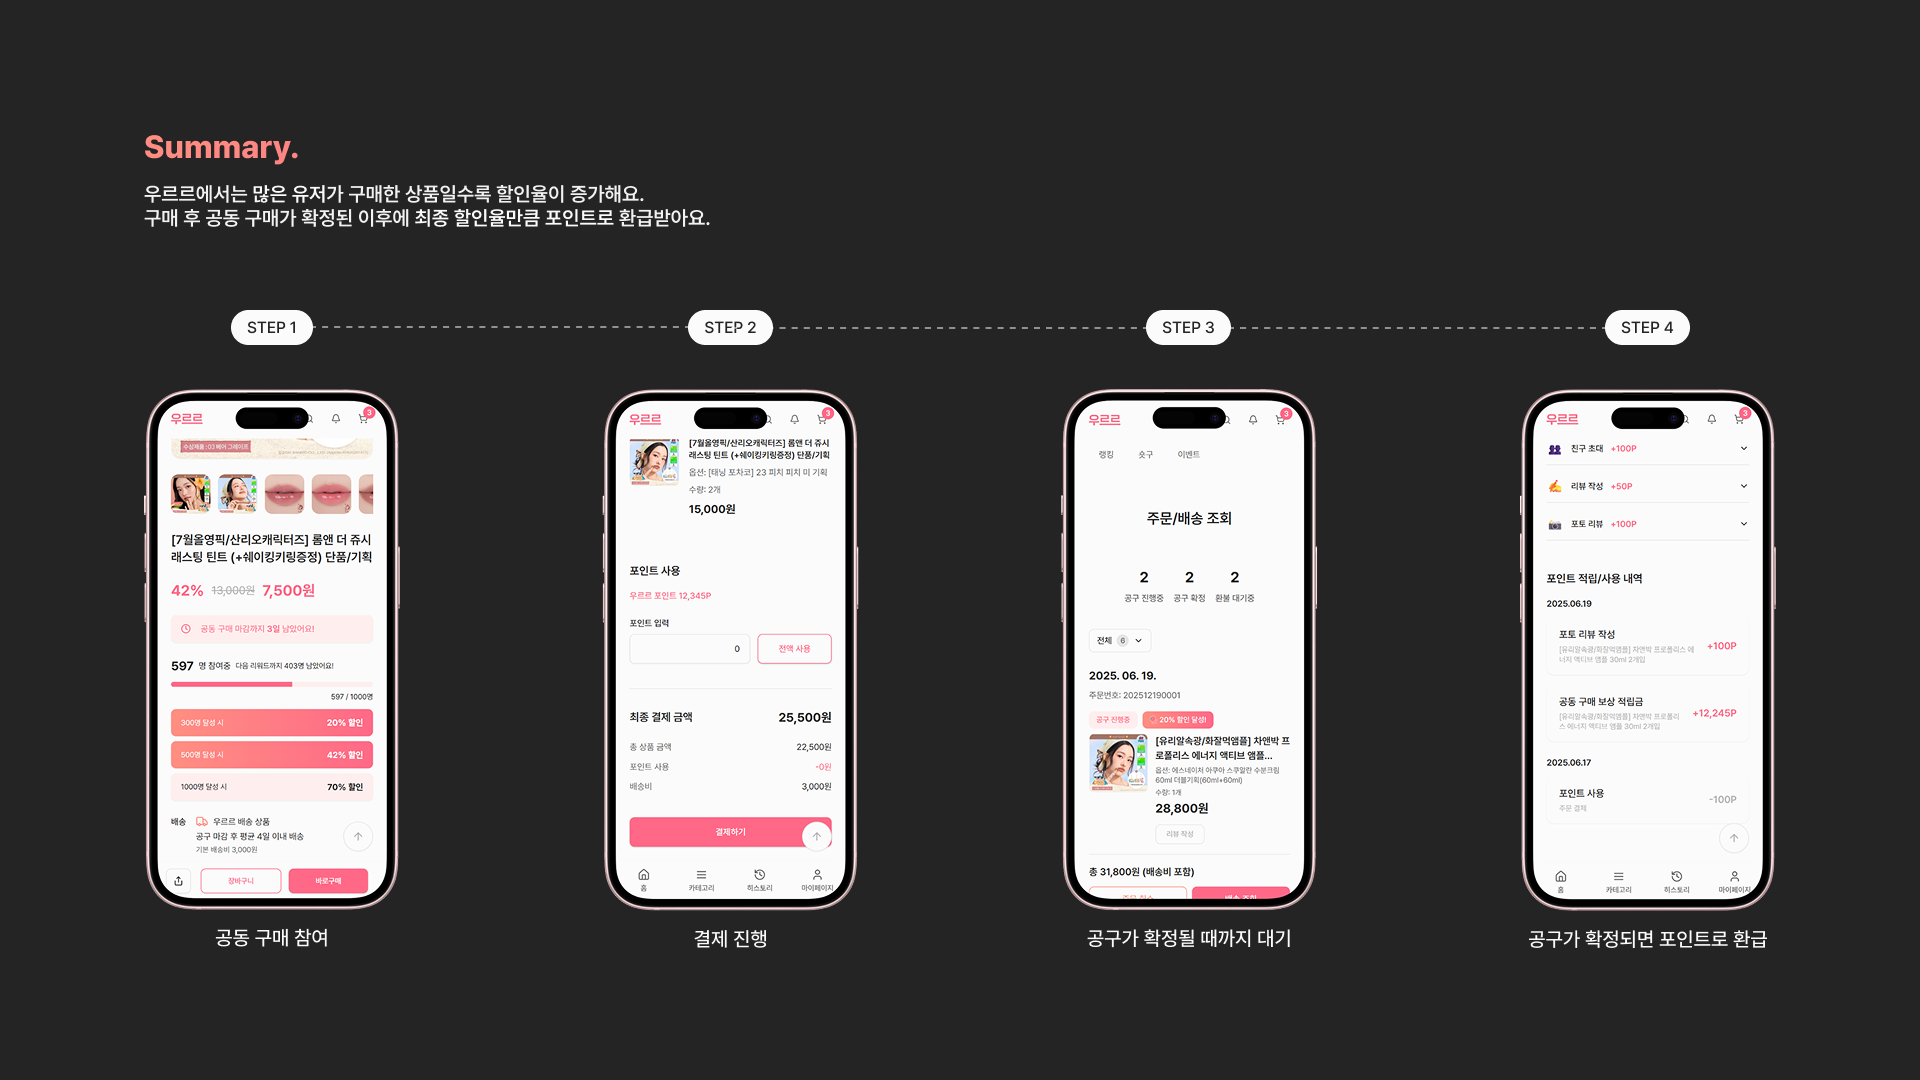 Summary.
우르르에서는 많은 유저가 구매한 상품일수록 할인율이 증가해요.
구매 후 공동 구매가 확정된 이후에 최종 할인율만큼 포인트로 환급받아요.
STEP 1
STEP 2
STEP 3
STEP 4
우르르
3
수상제품 :03 베어 그레이프
[7월올영픽/산리오캐릭터즈] 롬앤 더 쥬시
래스팅 틴트 (+쉐이킹키링증정) 단품/기획
42% 13,000원 7,500원
공동 구매 마감까지 3일 남았어요!
597 명 참여중 다음 리워드까지 403명 남았어요!
597 / 1000명
300명 달성 시 20% 할인
500명 달성 시 42% 할인
1000명 달성 시 70% 할인
배송 우르르 배송 상품
공구 마감 후 평균 4일 이내 배송
기본 배송비 3,000원
장바구니 바로구매
공동 구매 참여
우르르
3
[7월올영픽/산리오캐릭터즈] 롬앤 더 쥬시
래스팅 틴트 (+쉐이킹키링증정) 단품/기획
옵션: [태닝 포차코] 23 피치 피치 미 기획
수량: 2개
15,000원
포인트 사용
우르르 포인트 12,345P
포인트 입력
0 전액 사용
최종 결제 금액 25,500원
총 상품 금액 22,500원
포인트 사용 -0원
배송비 3,000원
결제하기
홈 카테고리 히스토리 마이페이지
결제 진행
우르르
3
랭킹 숏구 이벤트
주문/배송 조회
2 2 2
공구 진행중 공구 확정 환불 대기중
전체 6
2025. 06. 19.
주문번호: 202512190001
공구 진행중 20% 할인 달성!
[유리알속광/화잘먹앰플] 차앤박 프
로폴리스 에너지 액티브 앰플...
옵션: 에스네이처 아쿠아 스쿠알란 수분크림
60ml 더블기획(60ml+60ml)
수량: 1개
28,800원
리뷰 작성
총 31,800원 (배송비 포함)
주문 취소 배송 조회
공구가 확정될 때까지 대기
우르르
3
친구 초대 +100P
리뷰 작성 +50P
포토 리뷰 +100P
포인트 적립/사용 내역
2025.06.19
포토 리뷰 작성
[유리알속광/화잘먹앰플] 차앤박 프로폴리스 에
너지 액티브 앰플 30ml 2개입
+100P
공동 구매 보상 적립금
[유리알속광/화잘먹앰플] 차앤박 프로폴리
스 에너지 액티브 앰플 30ml 2개입
+12,245P
2025.06.17
포인트 사용
주문 결제
-100P
홈 카테고리 히스토리 마이페이지
공구가 확정되면 포인트로 환급